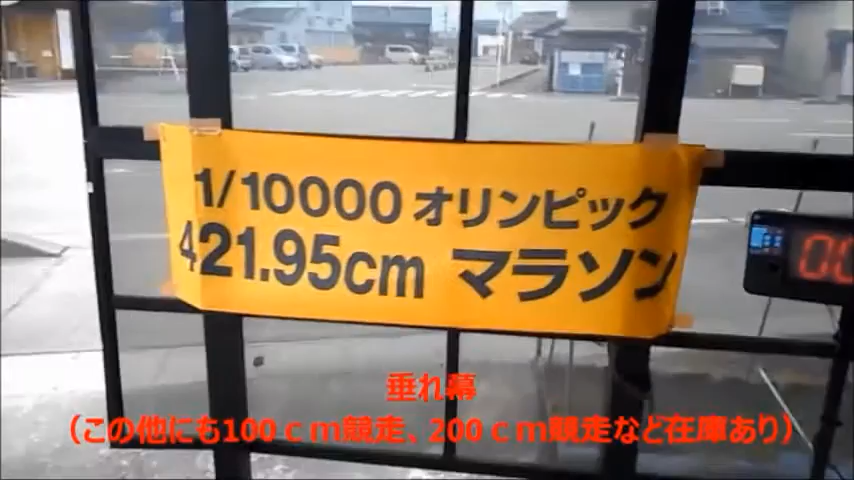 1/10000 オリンピック
421.95cm マラソン
00
垂れ幕
（この他にも100ｃｍ競走、200ｃｍ競走など在庫あり）